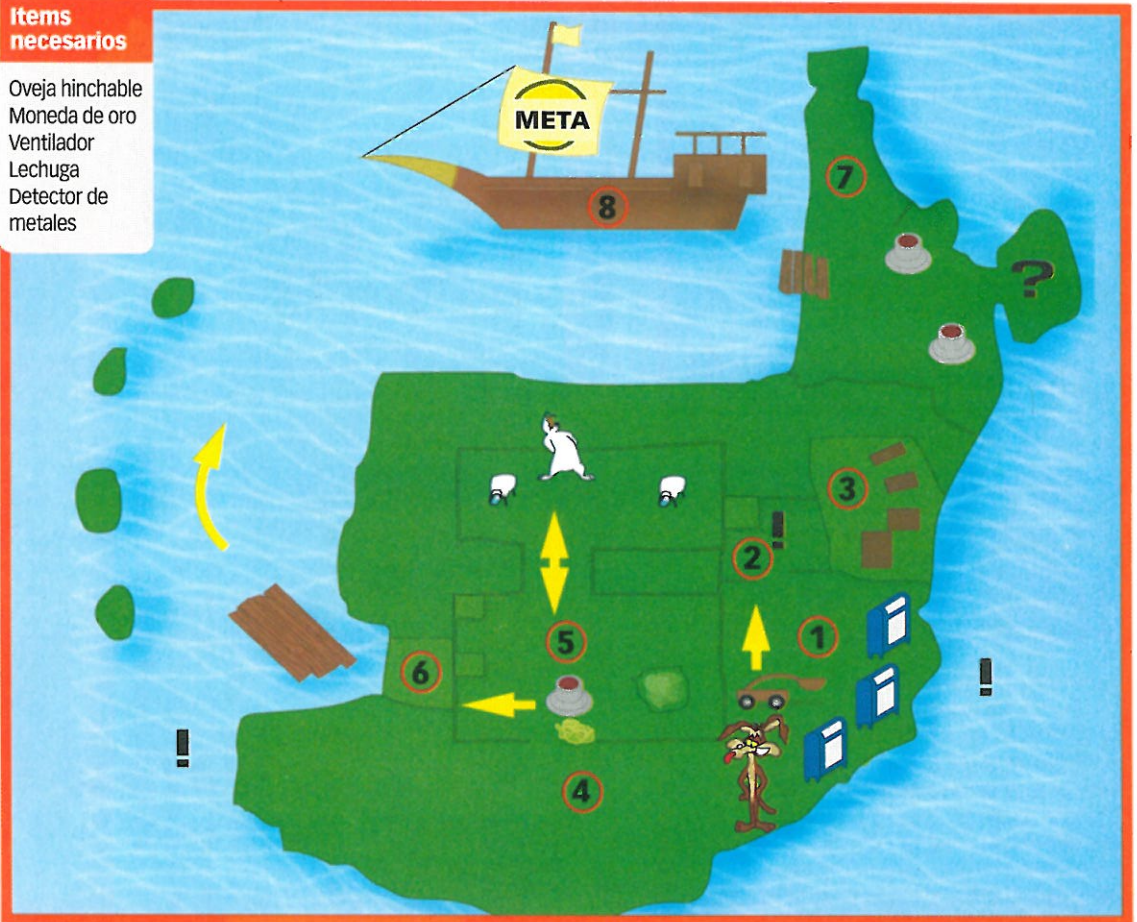 Items
necesarios
Oveja hinchable
Moneda de oro
Ventilador
Lechuga
Detector de
metales
META
8
7
?
3
2
!
1
5
6
!
!
4